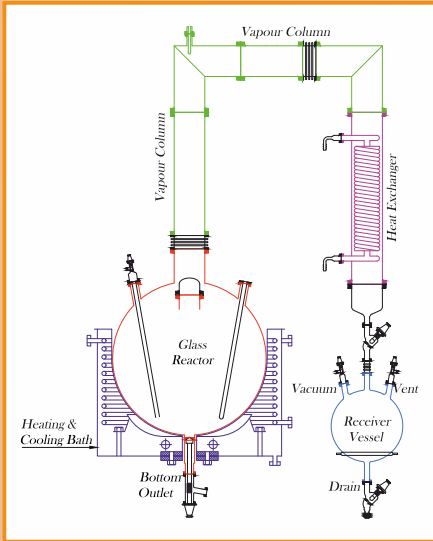 Vapour Column
Vapour Column
Heat Exchanger
Glass
Reactor
Vacuum
Vent
Heating &
Cooling Bath
Receiver
Vessel
Bottom
Outlet
Drain